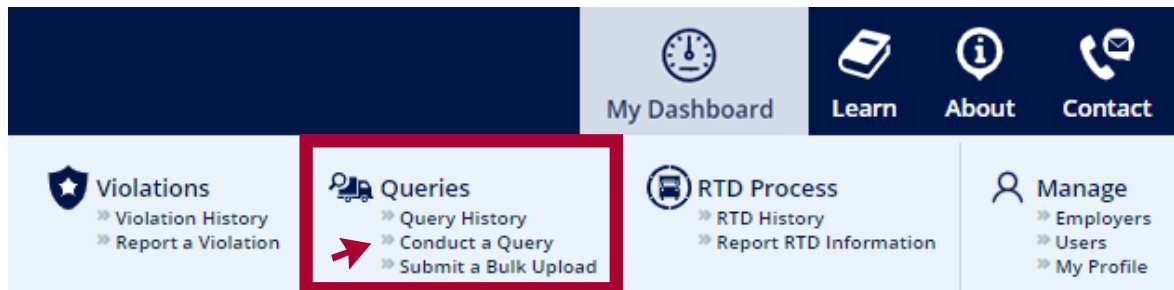 My Dashboard
Learn
About
Contact
Violations
» Violation History
» Report a Violation
Queries
» Query History
» Conduct a Query
» Submit a Bulk Upload
RTD Process
» RTD History
» Report RTD Information
Manage
» Employers
» Users
» My Profile